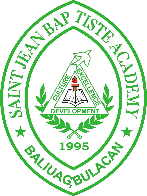 SAINT JEAN BAP TISTE ACADEMY
DEVELOPMENT
1995
BALIUAG BULACAN